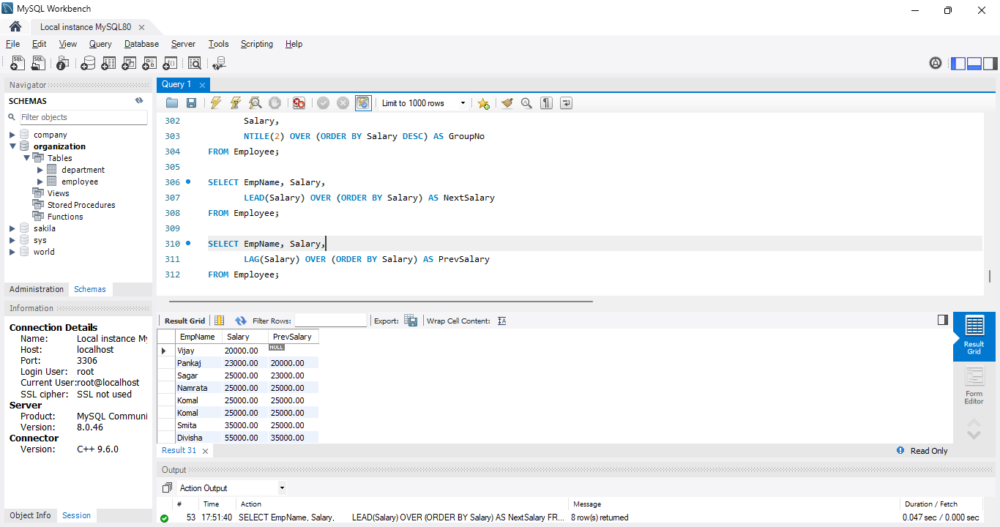 MySQL Workbench
Local instance MySQL80
File Edit View Query Database Server Tools Scripting Help
Navigator
SCHEMAS
Filter objects
company
organization
Tables
department
employee
Views
Stored Procedures
Functions
sakila
sys
world
Administration Schemas
Information
Connection Details
Name: Local instance My
Host: localhost
Port: 3306
Login User: root
Current User:root@localhost
SSL cipher: SSL not used
Server
Product: MySQL Communi
Version: 8.0.46
Connector
Version: C++ 9.6.0
Object Info Session
Query 1
Limit to 1000 rows
302 Salary,
303 NTILE(2) OVER (ORDER BY Salary DESC) AS GroupNo
304 FROM Employee;
305
306 SELECT EmpName, Salary,
307 LEAD(Salary) OVER (ORDER BY Salary) AS NextSalary
308 FROM Employee;
309
310 SELECT EmpName, Salary,
311 LAG(Salary) OVER (ORDER BY Salary) AS PrevSalary
312 FROM Employee;
Result Grid Filter Rows: Export: Wrap Cell Content:
EmpName Salary PrevSalary
Vijay 20000.00 NULL
Pankaj 23000.00 20000.00
Sagar 25000.00 23000.00
Namrata 25000.00 25000.00
Komal 25000.00 25000.00
Komal 25000.00 25000.00
Smita 35000.00 25000.00
Divisha 55000.00 35000.00
Result
Grid
Form
Editor
Result 31
Read Only
Output
Action Output
# Time Action Message Duration / Fetch
53 17:51:40 SELECT EmpName, Salary, LEAD(Salary) OVER (ORDER BY Salary) AS NextSalary FR... 8 row(s) returned 0.047 sec / 0.000 sec